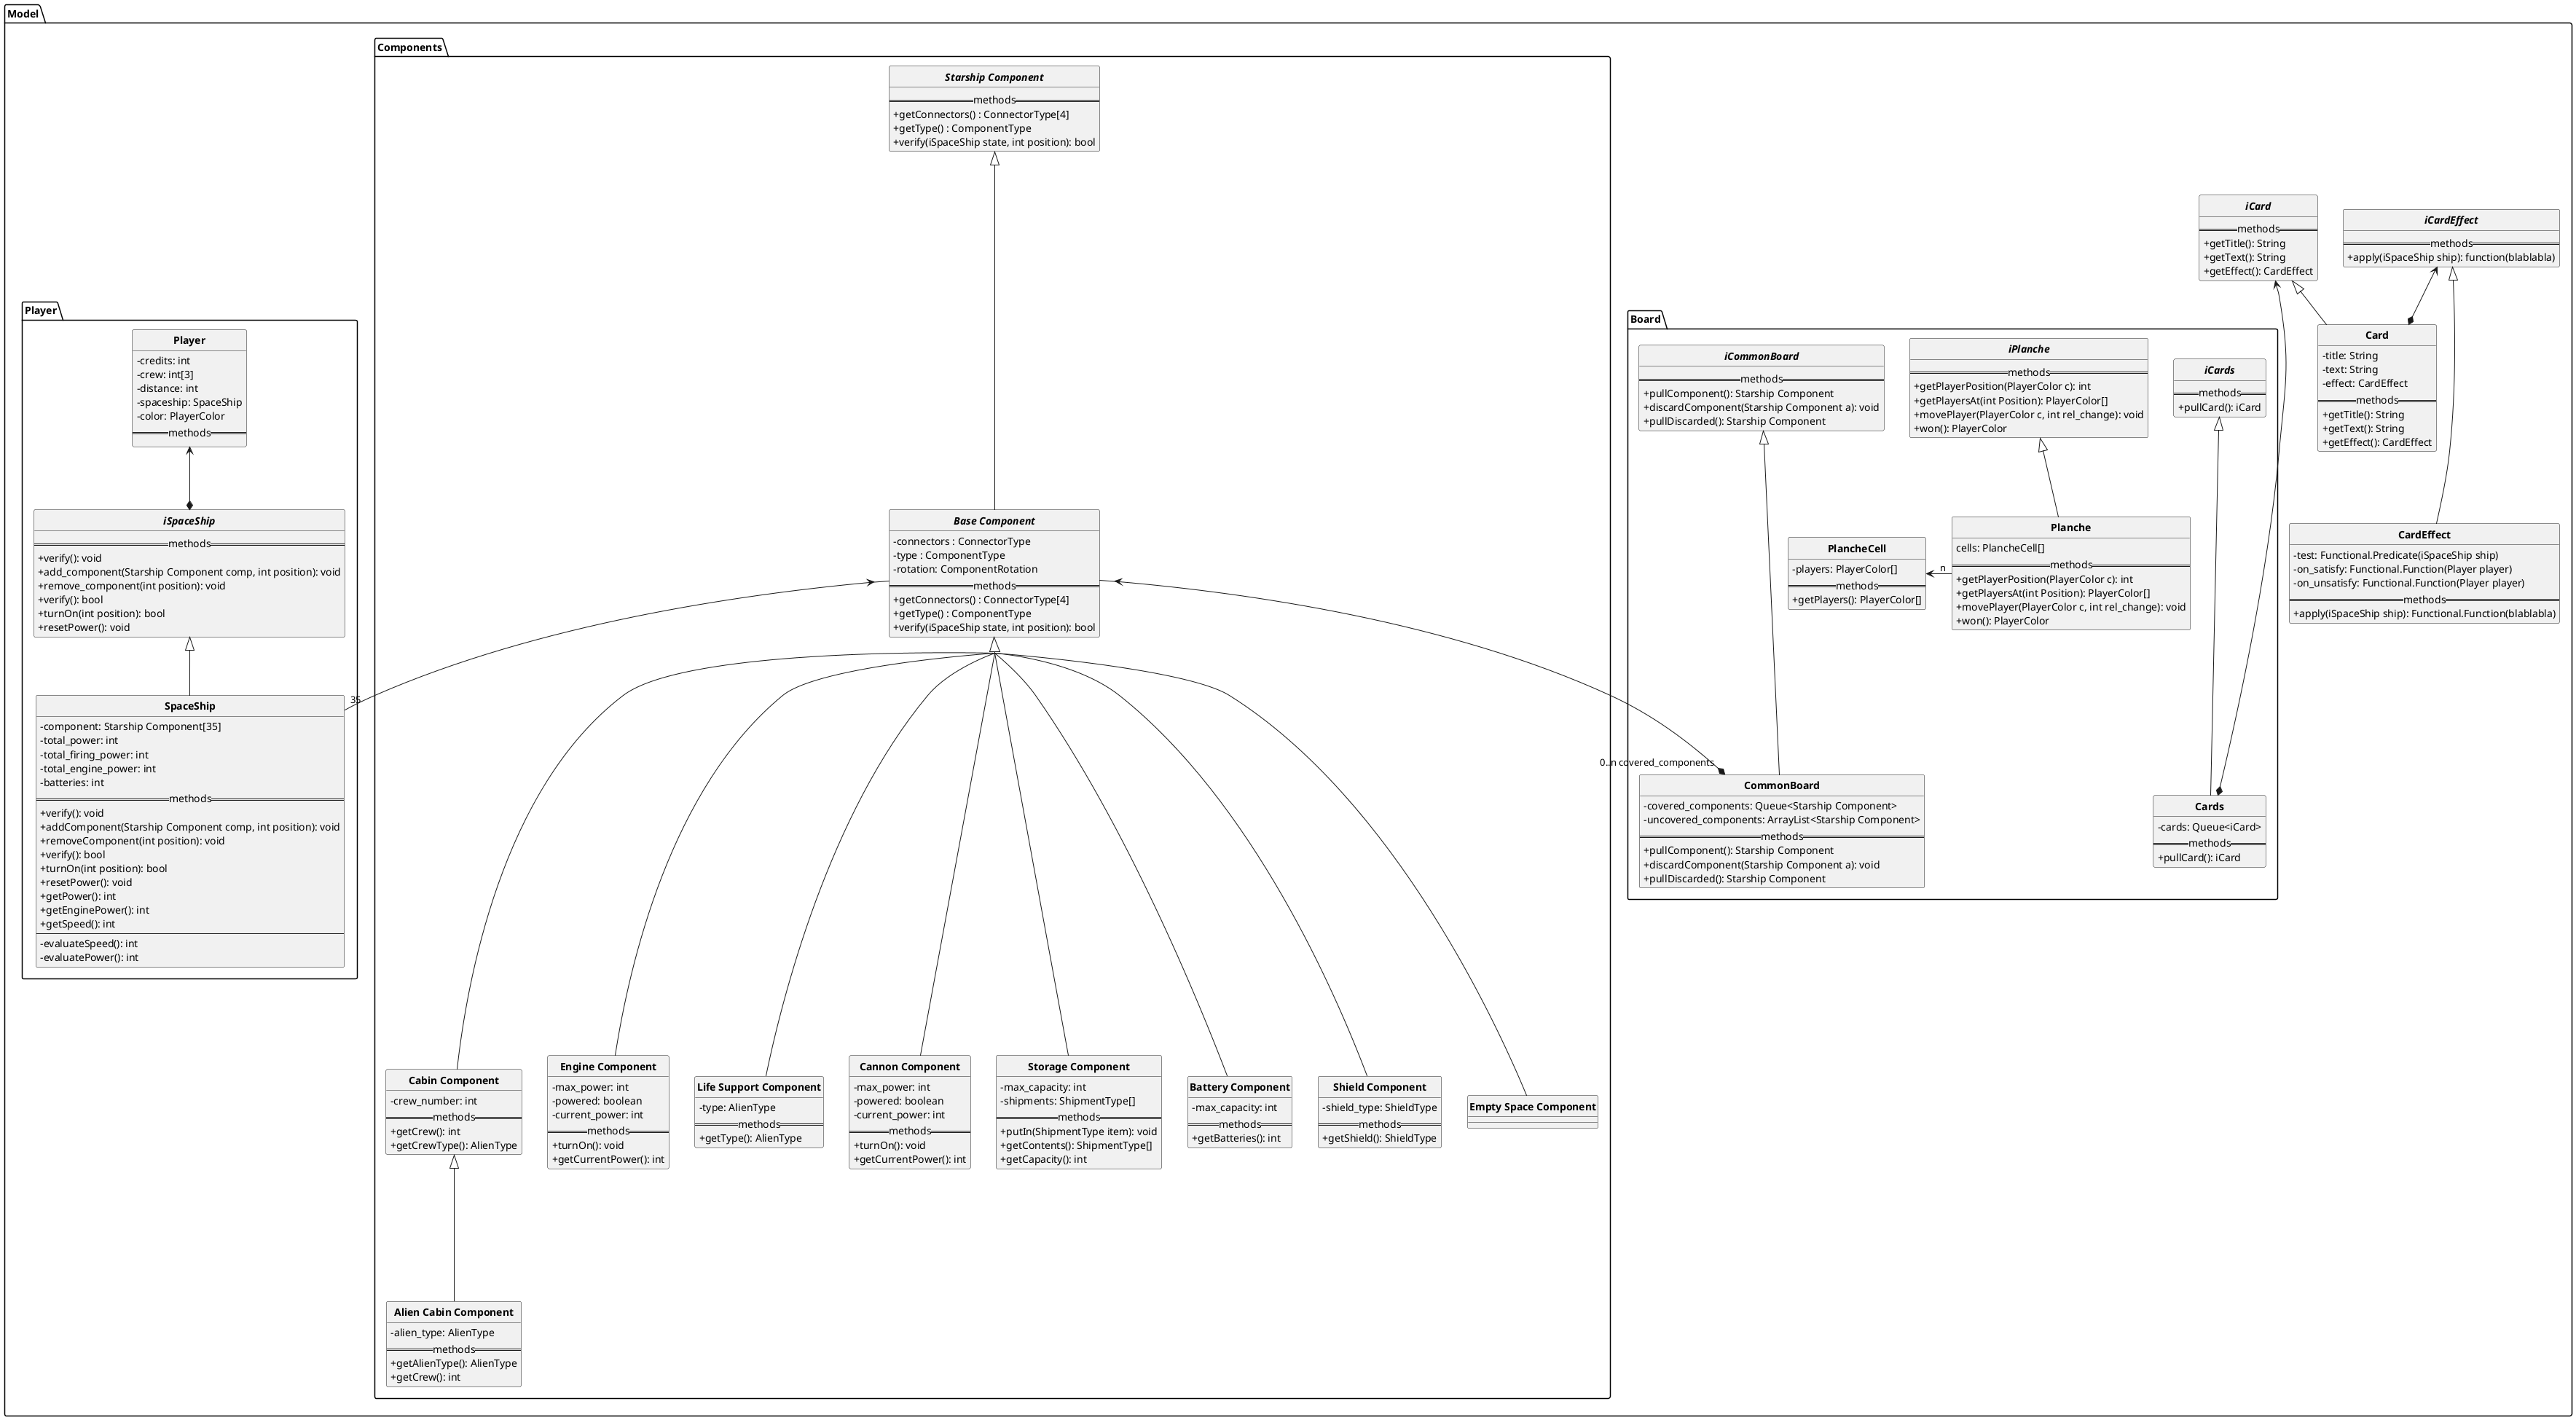 Model
Components
Starship Component
methods
+getConnectors() : ConnectorType[4]
+getType() : ComponentType
+verify(iSpaceShip state, int position): bool
iCard
methods
+getTitle(): String
+getText(): String
+getEffect(): CardEffect
iCardEffect
methods
+apply(iSpaceShip ship): function(blablabla)
Player
Player
-credits: int
-crew: int[3]
-distance: int
-spaceship: SpaceShip
-color: PlayerColor
methods
Board
iCommonBoard
methods
+pullComponent(): Starship Component
+discardComponent(Starship Component a): void
+pullDiscarded(): Starship Component
iPlanche
methods
+getPlayerPosition(PlayerColor c): int
+getPlayersAt(int Position): PlayerColor[]
+movePlayer(PlayerColor c, int rel_change): void
+won(): PlayerColor
iCards
methods
+pullCard(): iCard
Card
-title: String
-text: String
-effect: CardEffect
methods
+getTitle(): String
+getText(): String
+getEffect(): CardEffect
iSpaceShip
methods
+verify(): void
+add_component(Starship Component comp, int position): void
+remove_component(int position): void
+verify(): bool
+turnOn(int position): bool
+resetPower(): void
Base Component
-connectors : ConnectorType
-type : ComponentType
-rotation: ComponentRotation
methods
+getConnectors() : ConnectorType[4]
+getType() : ComponentType
+verify(iSpaceShip state, int position): bool
PlancheCell
-players: PlayerColor[]
methods
+getPlayers(): PlayerColor[]
n
Planche
cells: PlancheCell[]
methods
+getPlayerPosition(PlayerColor c): int
+getPlayersAt(int Position): PlayerColor[]
+movePlayer(PlayerColor c, int rel_change): void
+won(): PlayerColor
CardEffect
-test: Functional.Predicate(iSpaceShip ship)
-on_satisfy: Functional.Function(Player player)
-on_unsatisfy: Functional.Function(Player player)
methods
+apply(iSpaceShip ship): Functional.Function(blablabla)
35
SpaceShip
-component: Starship Component[35]
-total_power: int
-total_firing_power: int
-total_engine_power: int
-batteries: int
methods
+verify(): void
+addComponent(Starship Component comp, int position): void
+removeComponent(int position): void
+verify(): bool
+turnOn(int position): bool
+resetPower(): void
+getPower(): int
+getEnginePower(): int
+getSpeed(): int
-evaluateSpeed(): int
-evaluatePower(): int
0..n covered_components
CommonBoard
-covered_components: Queue<Starship Component>
-uncovered_components: ArrayList<Starship Component>
methods
+pullComponent(): Starship Component
+discardComponent(Starship Component a): void
+pullDiscarded(): Starship Component
Cards
-cards: Queue<iCard>
methods
+pullCard(): iCard
Cabin Component
-crew_number: int
methods
+getCrew(): int
+getCrewType(): AlienType
Engine Component
-max_power: int
-powered: boolean
-current_power: int
methods
+turnOn(): void
+getCurrentPower(): int
Life Support Component
-type: AlienType
methods
+getType(): AlienType
Cannon Component
-max_power: int
-powered: boolean
-current_power: int
methods
+turnOn(): void
+getCurrentPower(): int
Storage Component
-max_capacity: int
-shipments: ShipmentType[]
methods
+putIn(ShipmentType item): void
+getContents(): ShipmentType[]
+getCapacity(): int
Battery Component
-max_capacity: int
methods
+getBatteries(): int
Shield Component
-shield_type: ShieldType
methods
+getShield(): ShieldType
Empty Space Component
Alien Cabin Component
-alien_type: AlienType
methods
+getAlienType(): AlienType
+getCrew(): int